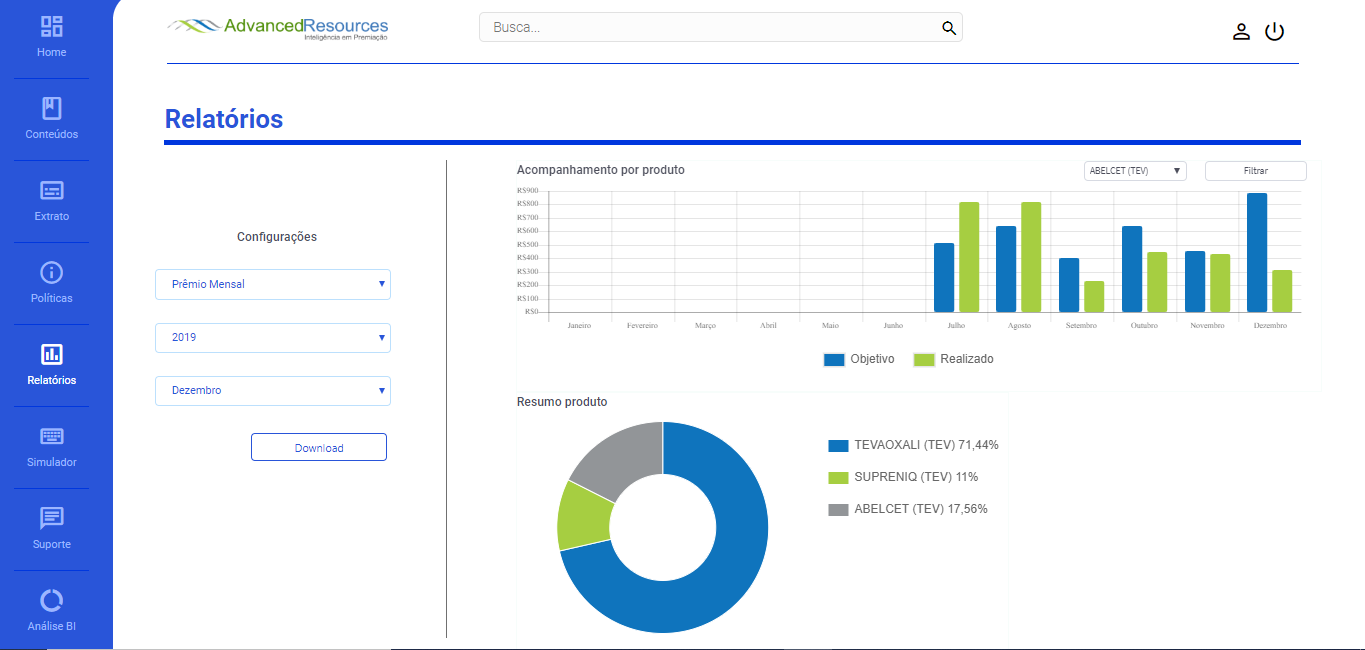 Home
Conteúdos
Extrato
Políticas
Relatórios
Simulador
Suporte
Análise BI
AdvancedResources
Inteligência em Premiação
Busca...
Relatórios
Configurações
Prêmio Mensal
2019
Dezembro
Download
Acompanhamento por produto
ABELCET (TEV)
Filtrar
R$900
R$800
R$700
R$600
R$500
R$400
R$300
R$200
R$100
R$0
Janeiro Fevereiro Março Abril Maio Junho Julho Agosto Setembro Outubro Novembro Dezembro
Objetivo Realizado
Resumo produto
TEVAOXALI (TEV) 71,44%
SUPRENIQ (TEV) 11%
ABELCET (TEV) 17,56%